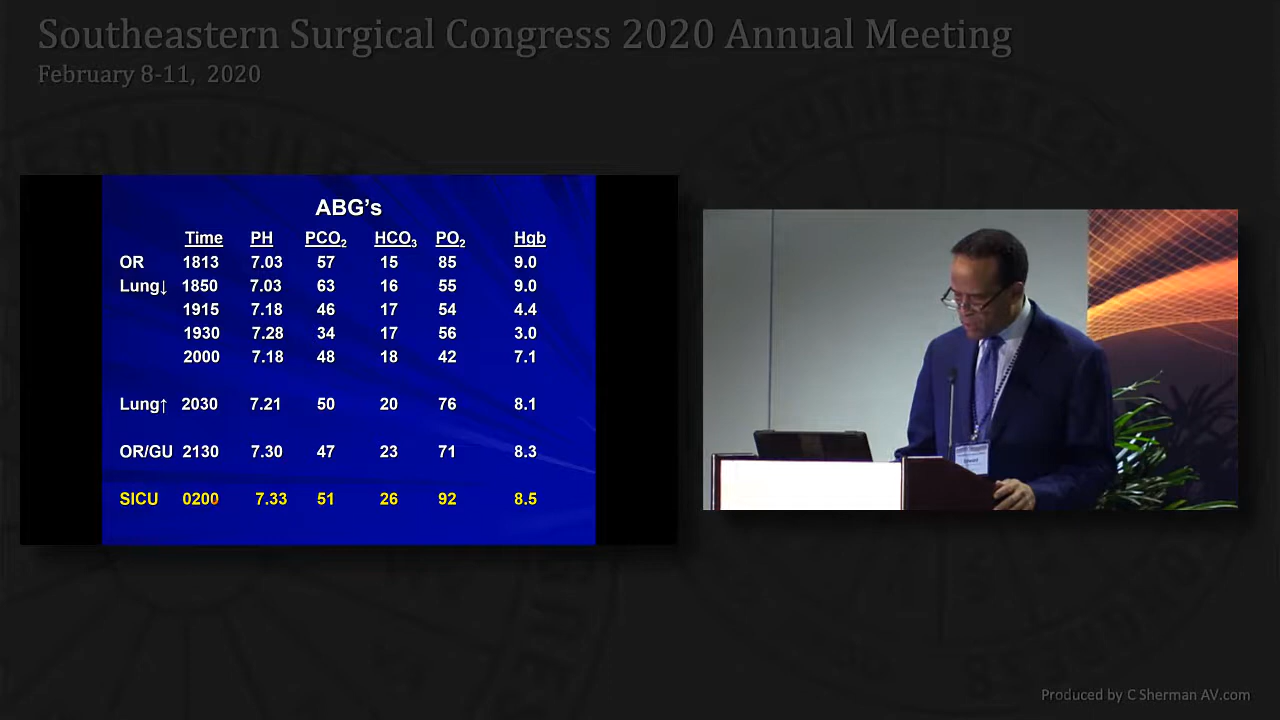 Southeastern Surgical Congress 2020 Annual Meeting
February 8-11, 2020
ABG's
Time PH PCO₂ HCO₃ PO₂ Hgb
OR 1813 7.03 57 15 85 9.0
Lung↓ 1850 7.03 63 16 55 9.0
1915 7.18 46 17 54 4.4
1930 7.28 34 17 56 3.0
2000 7.18 48 18 42 7.1
Lung↑ 2030 7.21 50 20 76 8.1
OR/GU 2130 7.30 47 23 71 8.3
SICU 0200 7.33 51 26 92 8.5
Produced by C Sherman AV.com